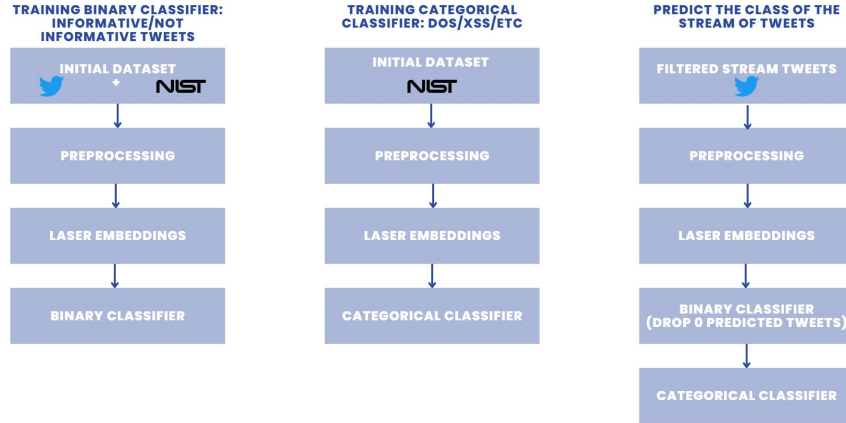 TRAINING BINARY CLASSIFIER:
INFORMATIVE/NOT
INFORMATIVE TWEETS
INITIAL DATASET
+
NIST
PREPROCESSING
LASER EMBEDDINGS
BINARY CLASSIFIER
TRAINING CATEGORICAL
CLASSIFIER: DOS/XSS/ETC
INITIAL DATASET
NIST
PREPROCESSING
LASER EMBEDDINGS
CATEGORICAL CLASSIFIER
PREDICT THE CLASS OF THE
STREAM OF TWEETS
FILTERED STREAM TWEETS
PREPROCESSING
LASER EMBEDDINGS
BINARY CLASSIFIER
(DROP 0 PREDICTED TWEETS)
CATEGORICAL CLASSIFIER